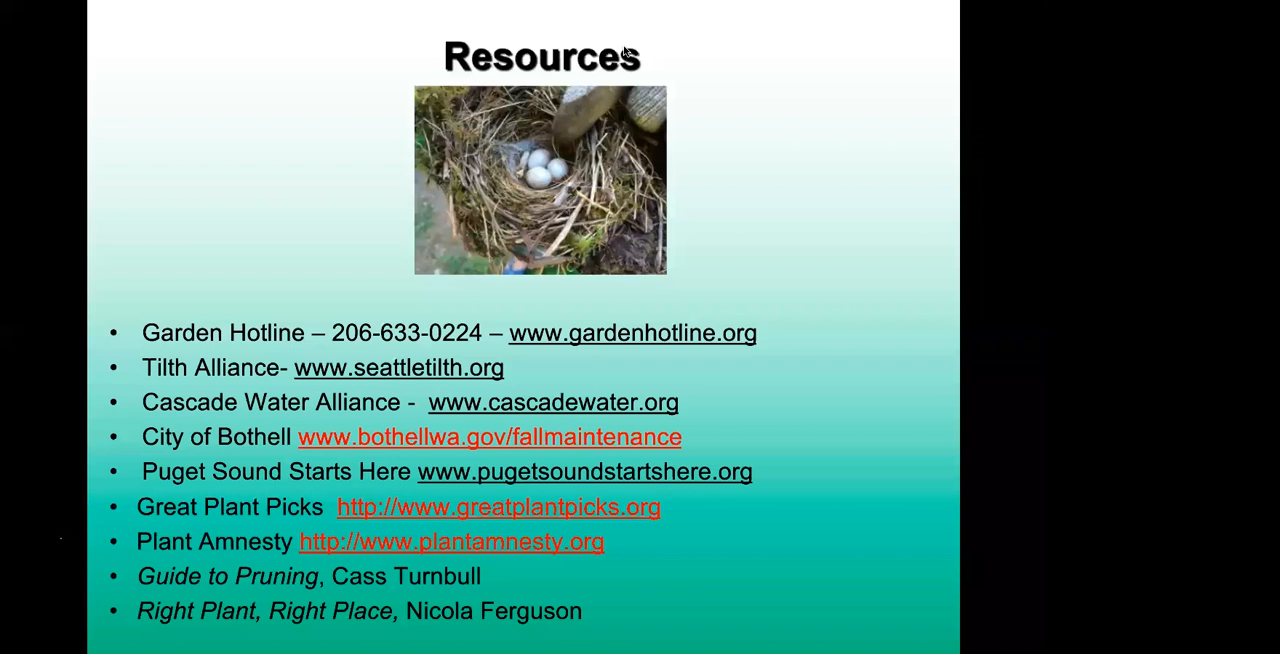 Resources
• Garden Hotline – 206-633-0224 – www.gardenhotline.org
• Tilth Alliance- www.seattletilth.org
• Cascade Water Alliance - www.cascadewater.org
• City of Bothell www.bothellwa.gov/fallmaintenance
• Puget Sound Starts Here www.pugetsoundstartshere.org
• Great Plant Picks http://www.greatplantpicks.org
• Plant Amnesty http://www.plantamnesty.org
• Guide to Pruning, Cass Turnbull
• Right Plant, Right Place, Nicola Ferguson